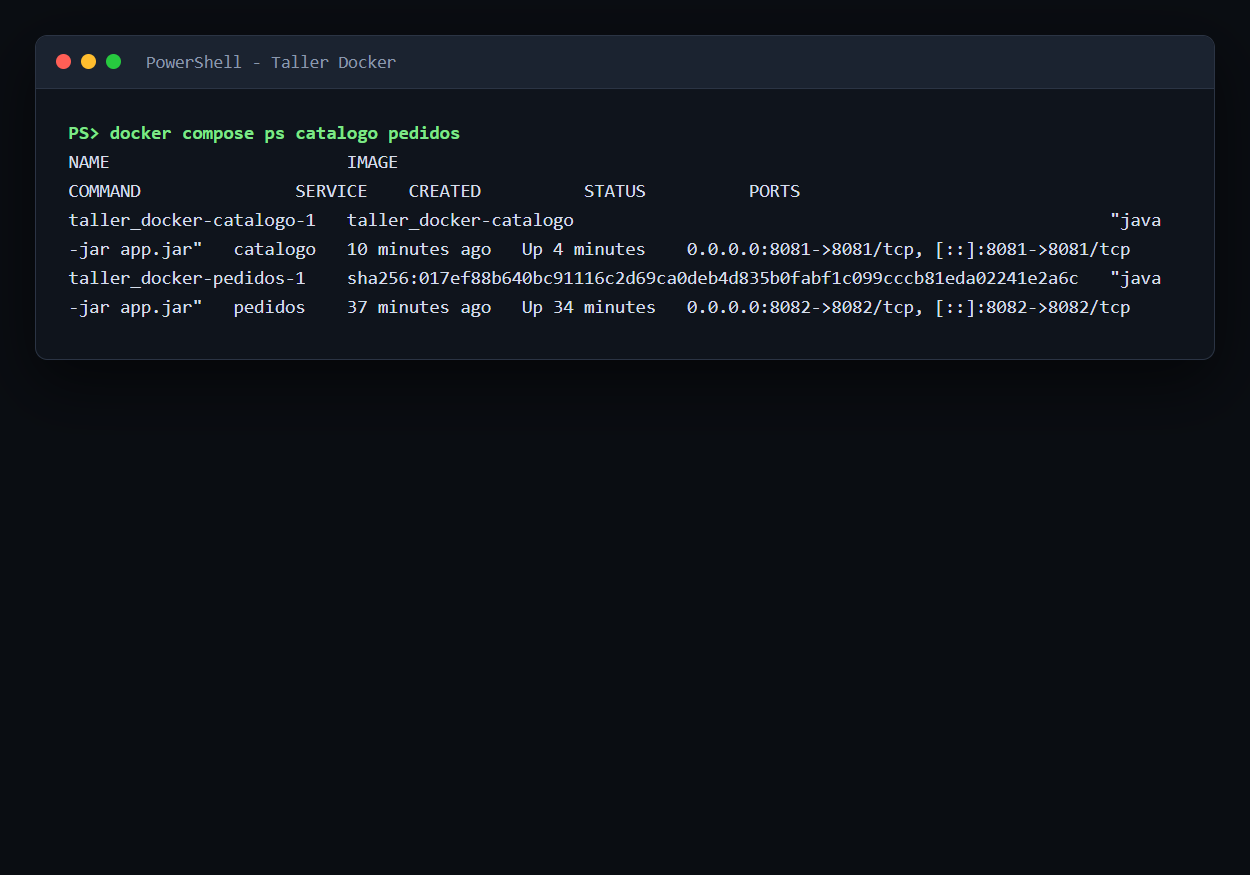 PowerShell - Taller Docker
PS> docker compose ps catalogo pedidos
NAME                       IMAGE
COMMAND               SERVICE    CREATED          STATUS          PORTS
taller_docker-catalogo-1   taller_docker-catalogo                                                    "java
-jar app.jar"   catalogo   10 minutes ago   Up 4 minutes    0.0.0.0:8081->8081/tcp, [::]:8081->8081/tcp
taller_docker-pedidos-1    sha256:017ef88b640bc91116c2d69ca0deb4d835b0fabf1c099cccb81eda02241e2a6c   "java
-jar app.jar"   pedidos    37 minutes ago   Up 34 minutes   0.0.0.0:8082->8082/tcp, [::]:8082->8082/tcp